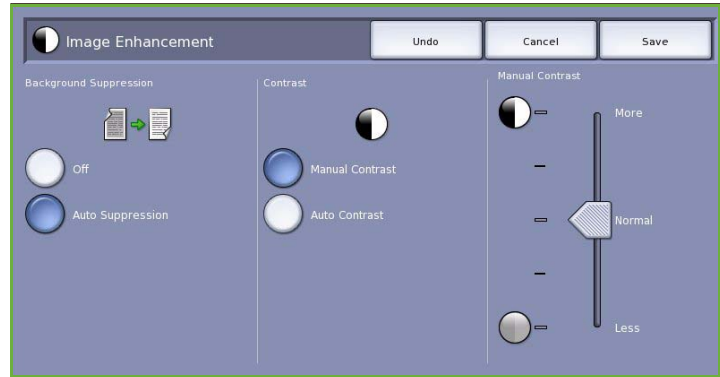 Image Enhancement
Undo
Cancel
Save
Background Suppression
Off
Auto Suppression
Contrast
Manual Contrast
Auto Contrast
Manual Contrast
More
Normal
Less